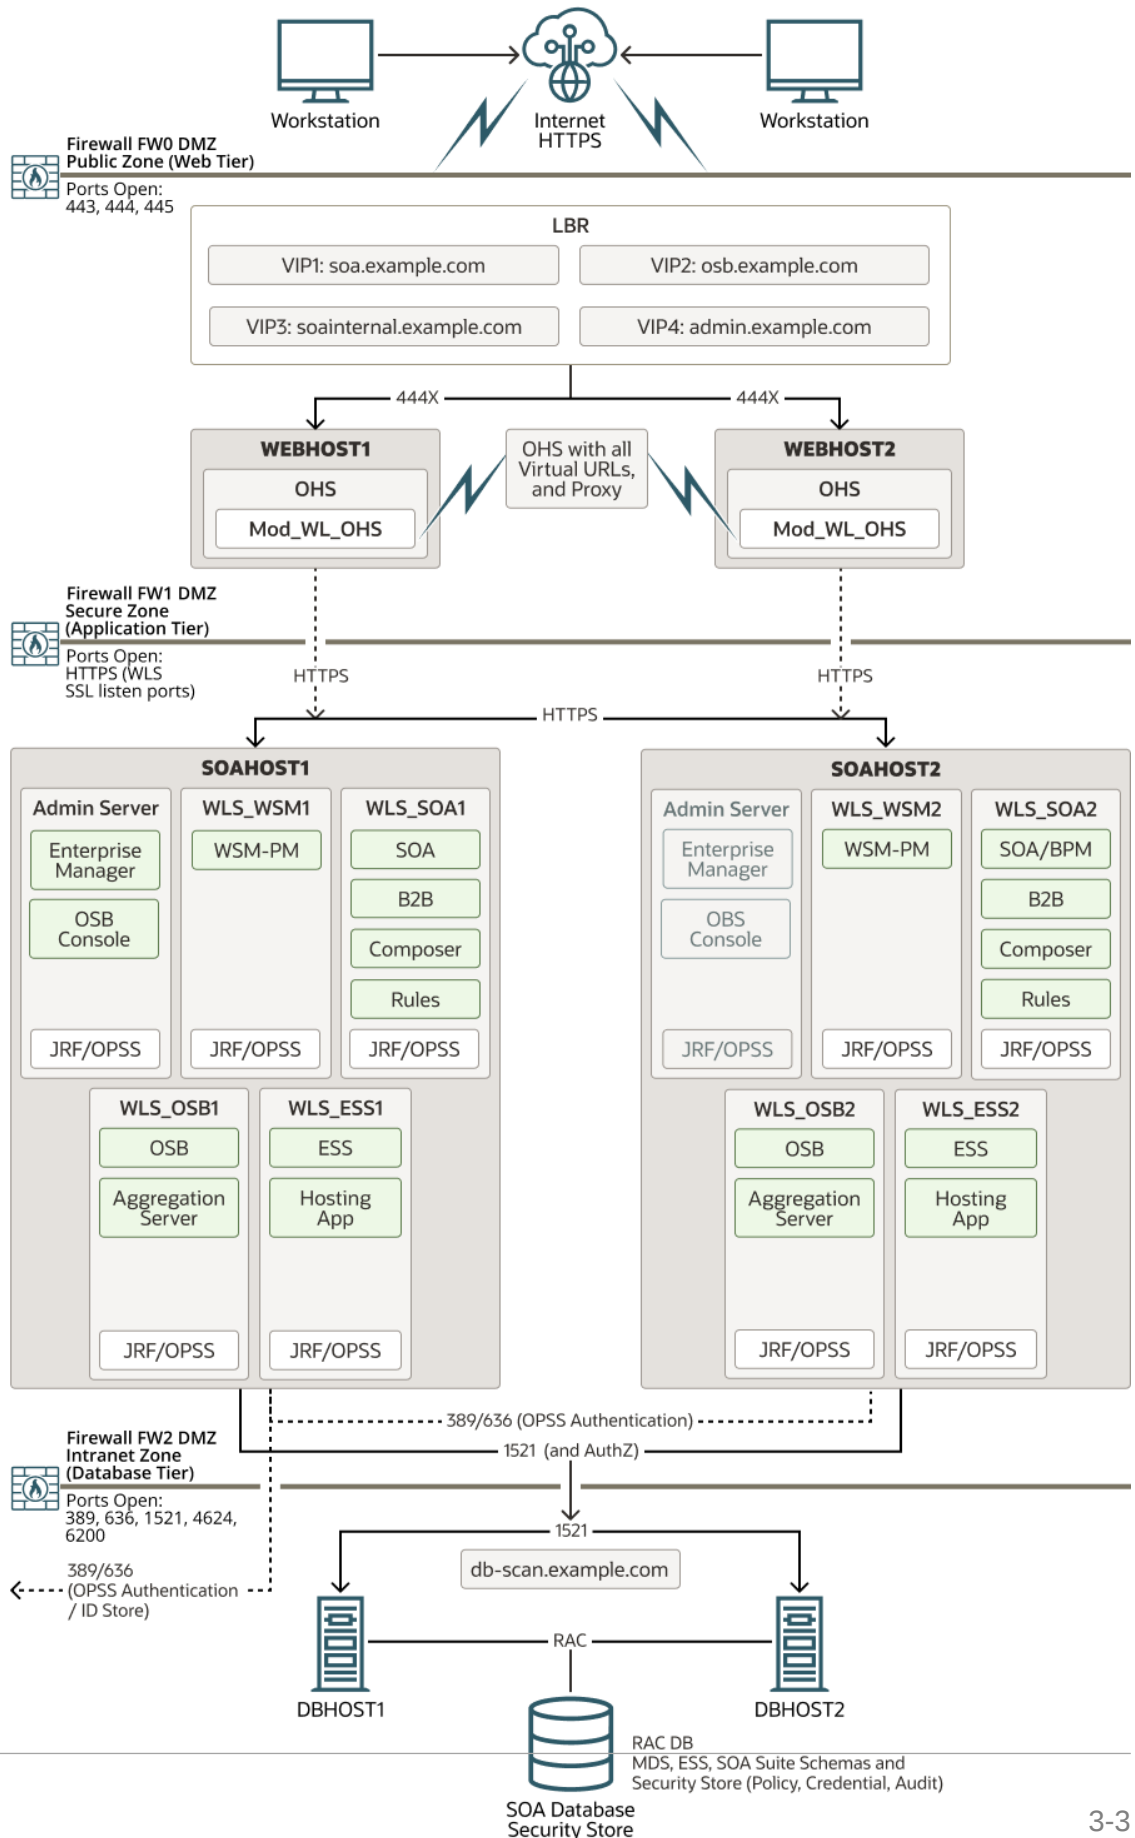 Workstation
Internet
HTTPS
Workstation
Firewall FW0 DMZ
Public Zone (Web Tier)
Ports Open:
443, 444, 445
LBR
VIP1: soa.example.com
VIP2: osb.example.com
VIP3: soainternal.example.com
VIP4: admin.example.com
444X
444X
WEBHOST1
OHS
Mod_WL_OHS
OHS with all
Virtual URLs,
and Proxy
WEBHOST2
OHS
Mod_WL_OHS
Firewall FW1 DMZ
Secure Zone
(Application Tier)
Ports Open:
HTTPS (WLS
SSL listen ports)
HTTPS
HTTPS
HTTPS
SOAHOST1
Admin Server
Enterprise
Manager
OSB
Console
JRF/OPSS
WLS_WSM1
WSM-PM
JRF/OPSS
WLS_SOA1
SOA
B2B
Composer
Rules
JRF/OPSS
WLS_OSB1
OSB
Aggregation
Server
JRF/OPSS
WLS_ESS1
ESS
Hosting
App
JRF/OPSS
SOAHOST2
Admin Server
Enterprise
Manager
OBS
Console
JRF/OPSS
WLS_WSM2
WSM-PM
JRF/OPSS
WLS_SOA2
SOA/BPM
B2B
Composer
Rules
JRF/OPSS
WLS_OSB2
OSB
Aggregation
Server
JRF/OPSS
WLS_ESS2
ESS
Hosting
App
JRF/OPSS
389/636 (OPSS Authentication)
1521 (and AuthZ)
Firewall FW2 DMZ
Intranet Zone
(Database Tier)
Ports Open:
389, 636, 1521, 4624,
6200
389/636
(OPSS Authentication
/ ID Store)
1521
db-scan.example.com
RAC
DBHOST1
DBHOST2
RAC DB
MDS, ESS, SOA Suite Schemas and
Security Store (Policy, Credential, Audit)
SOA Database
Security Store
3-3